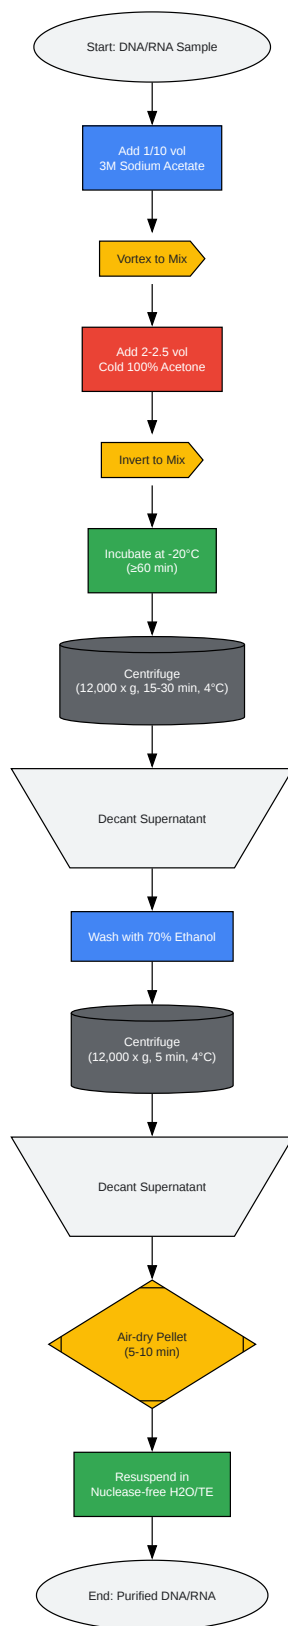 Start: DNA/RNA Sample
Add 1/10 vol
3M Sodium Acetate
Vortex to Mix
Add 2-2.5 vol
Cold 100% Acetone
Invert to Mix
Incubate at -20°C
(≥60 min)
Centrifuge
(12,000 x g, 15-30 min, 4°C)
Decant Supernatant
Wash with 70% Ethanol
Centrifuge
(12,000 x g, 5 min, 4°C)
Decant Supernatant
Air-dry Pellet
(5-10 min)
Resuspend in
Nuclease-free H2O/TE
End: Purified DNA/RNA